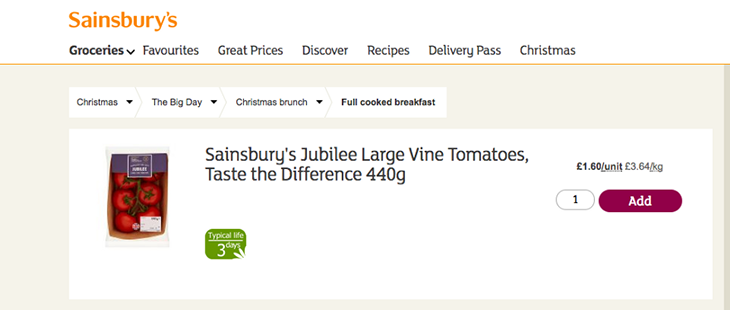 Sainsbury's
Groceries Favourites Great Prices Discover Recipes Delivery Pass Christmas
Christmas The Big Day Christmas brunch Full cooked breakfast
Sainsbury's Jubilee Large Vine Tomatoes,
Taste the Difference 440g
£1.60/unit £3.64/kg
1 Add
JUBILEE
Typical life
3 days